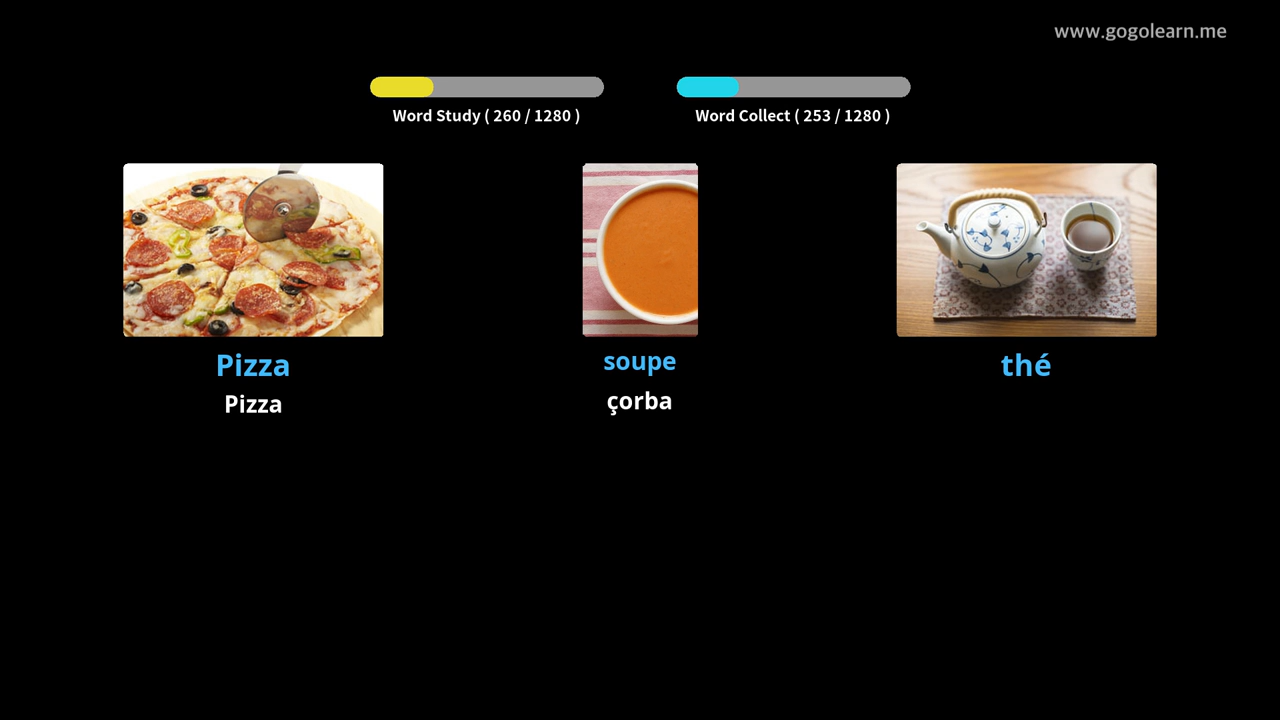 www.gogolearn.me
Word Study ( 260 / 1280 )
Word Collect ( 253 / 1280 )
Pizza
Pizza
soupe
çorba
thé